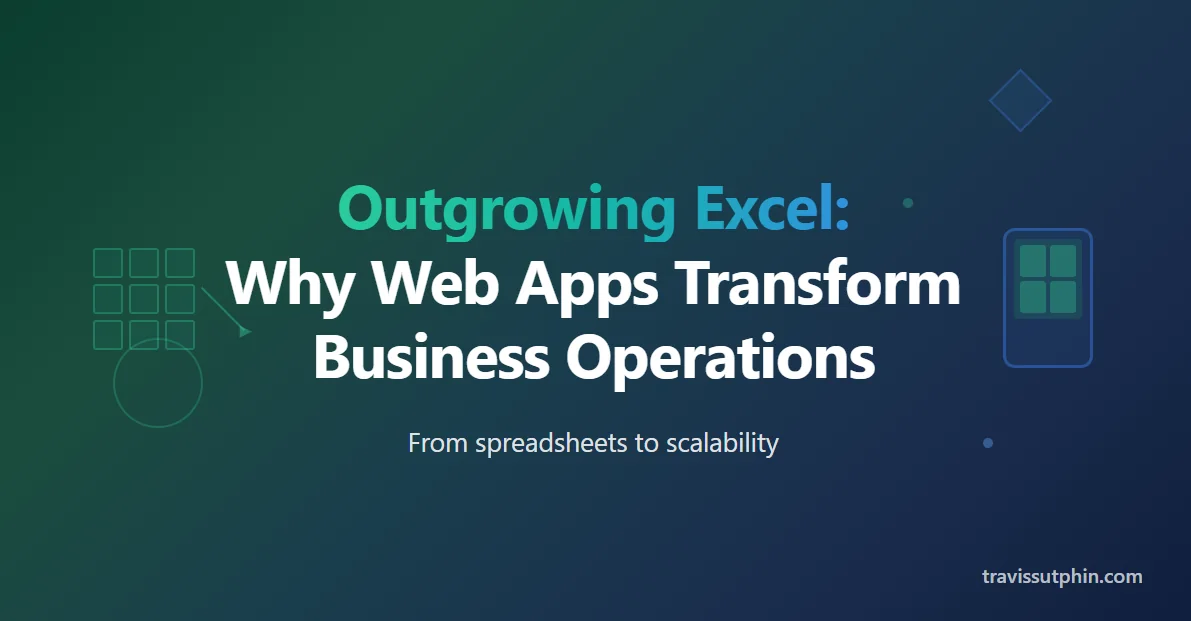 Outgrowing Excel:
Why Web Apps Transform
Business Operations
From spreadsheets to scalability
travissutphin.com